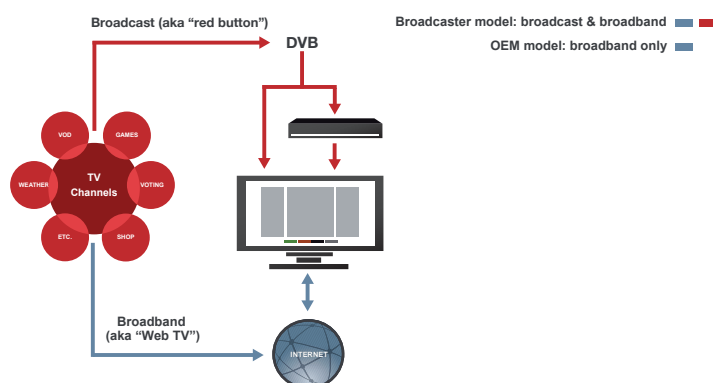 Broadcast (aka “red button”)
Broadcaster model: broadcast & broadband
OEM model: broadband only
DVB
VOD
GAMES
WEATHER
TV
Channels
VOTING
ETC.
SHOP
Broadband
(aka “Web TV”)
INTERNET